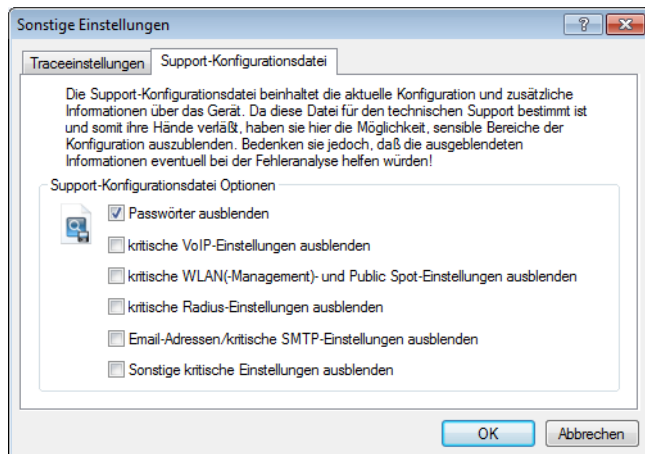 Sonstige Einstellungen
Traceeinstellungen
Support-Konfigurationsdatei
Die Support-Konfigurationsdatei beinhaltet die aktuelle Konfiguration und zusätzliche
Informationen über das Gerät. Da diese Datei für den technischen Support bestimmt ist
und somit ihre Hände verläßt, haben sie hier die Möglichkeit, sensible Bereiche der
Konfiguration auszublenden. Bedenken sie jedoch, daß die ausgeblendeten
Informationen eventuell bei der Fehleranalyse helfen würden!
Support-Konfigurationsdatei Optionen
Passwörter ausblenden
kritische VoIP-Einstellungen ausblenden
kritische WLAN(-Management)- und Public Spot-Einstellungen ausblenden
kritische Radius-Einstellungen ausblenden
Email-Adressen/kritische SMTP-Einstellungen ausblenden
Sonstige kritische Einstellungen ausblenden
OK
Abbrechen